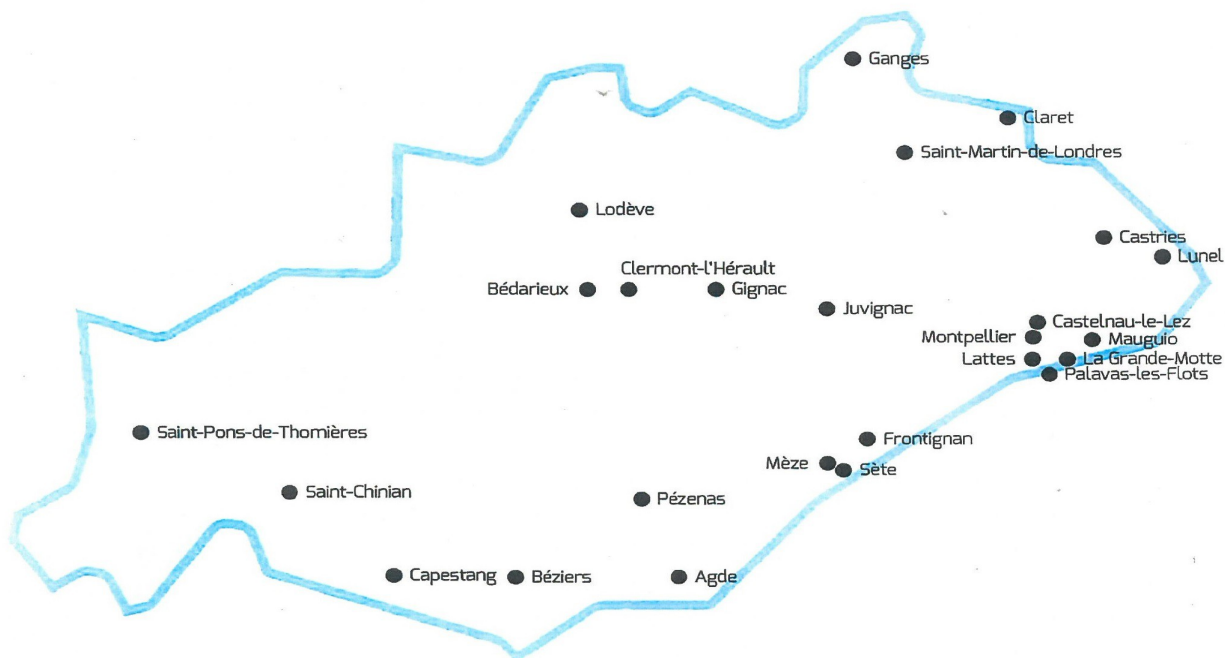 Ganges
Claret
Saint-Martin-de-Londres
Lodève
Castries
Lunel
Clermont-l'Hérault
Bédarieux
Gignac
Juvignac
Castelnau-le-Lez
Montpellier
Mauguio
Lattes
La Grande-Motte
Palavas-les-Flots
Saint-Pons-de-Thomières
Frontignan
Mèze
Sète
Saint-Chinian
Pézenas
Capestang
Béziers
Agde